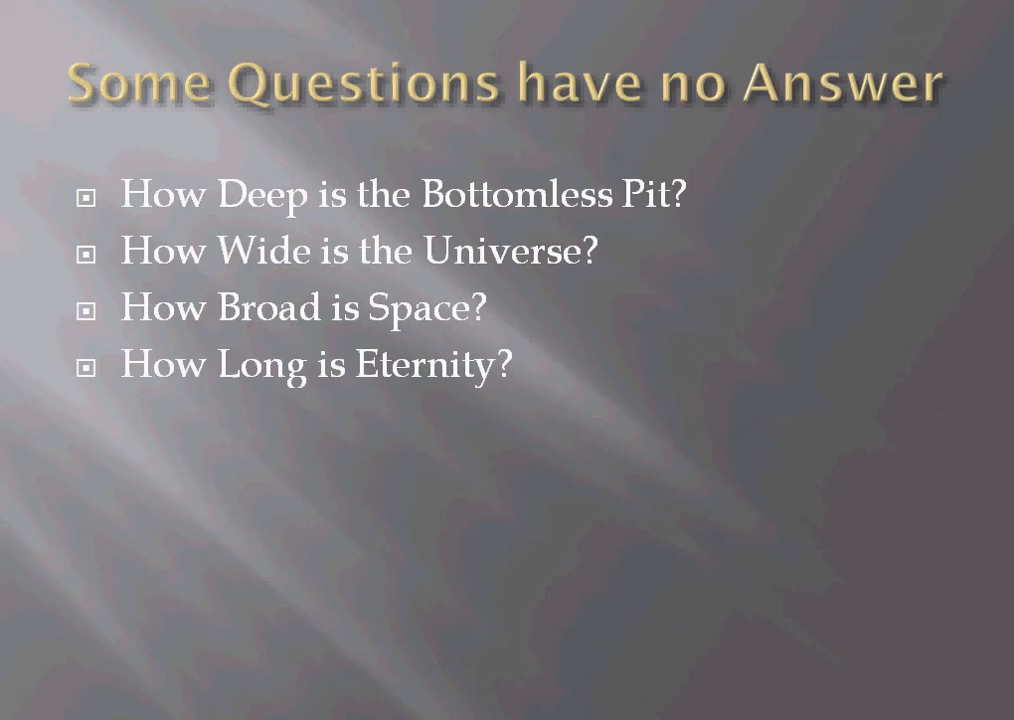 Some Questions have no Answer
How Deep is the Bottomless Pit?
How Wide is the Universe?
How Broad is Space?
How Long is Eternity?